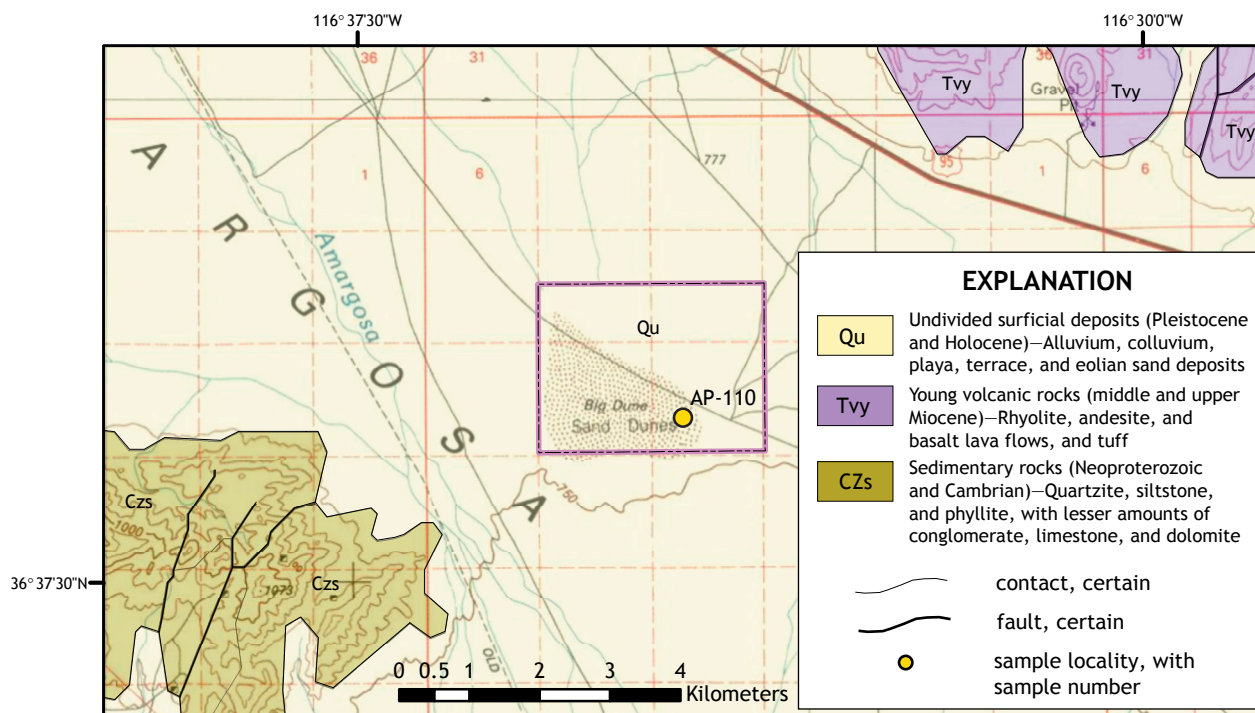 116°37'30"W
116°30'00"W
36
31
36
31
Tvy
Gravel
Pit
Tvy
Tvy
A
R
G
O
S
A
777
95
1
6
1
6
Amargosa
Qu
AP-110
Big Dune
Sand Dunes
750
Czs
1000
Czs
1073
36°37'30"N
OLD
0 0.5 1 2 3 4
Kilometers
EXPLANATION
Qu
Undivided surficial deposits (Pleistocene
and Holocene)—Alluvium, colluvium,
playa, terrace, and eolian sand deposits
Tvy
Young volcanic rocks (middle and upper
Miocene)—Rhyolite, andesite, and
basalt lava flows, and tuff
CZs
Sedimentary rocks (Neoproterozoic
and Cambrian)—Quartzite, siltstone,
and phyllite, with lesser amounts of
conglomerate, limestone, and dolomite
contact, certain
fault, certain
sample locality, with
sample number